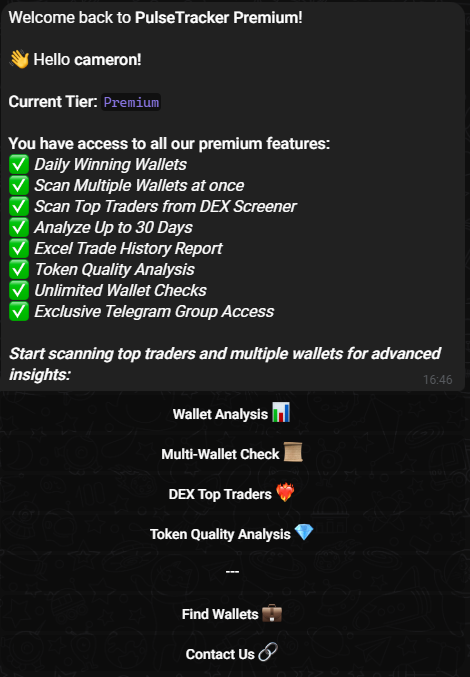 Welcome back to PulseTracker Premium!
👋 Hello cameron!
Current Tier: Premium
You have access to all our premium features:
✅ Daily Winning Wallets
✅ Scan Multiple Wallets at once
✅ Scan Top Traders from DEX Screener
✅ Analyze Up to 30 Days
✅ Excel Trade History Report
✅ Token Quality Analysis
✅ Unlimited Wallet Checks
✅ Exclusive Telegram Group Access
Start scanning top traders and multiple wallets for advanced
insights:
16:46
Wallet Analysis 📊
Multi-Wallet Check 📜
DEX Top Traders ❤️‍🔥
Token Quality Analysis 💎
---
Find Wallets 💼
Contact Us 🔗